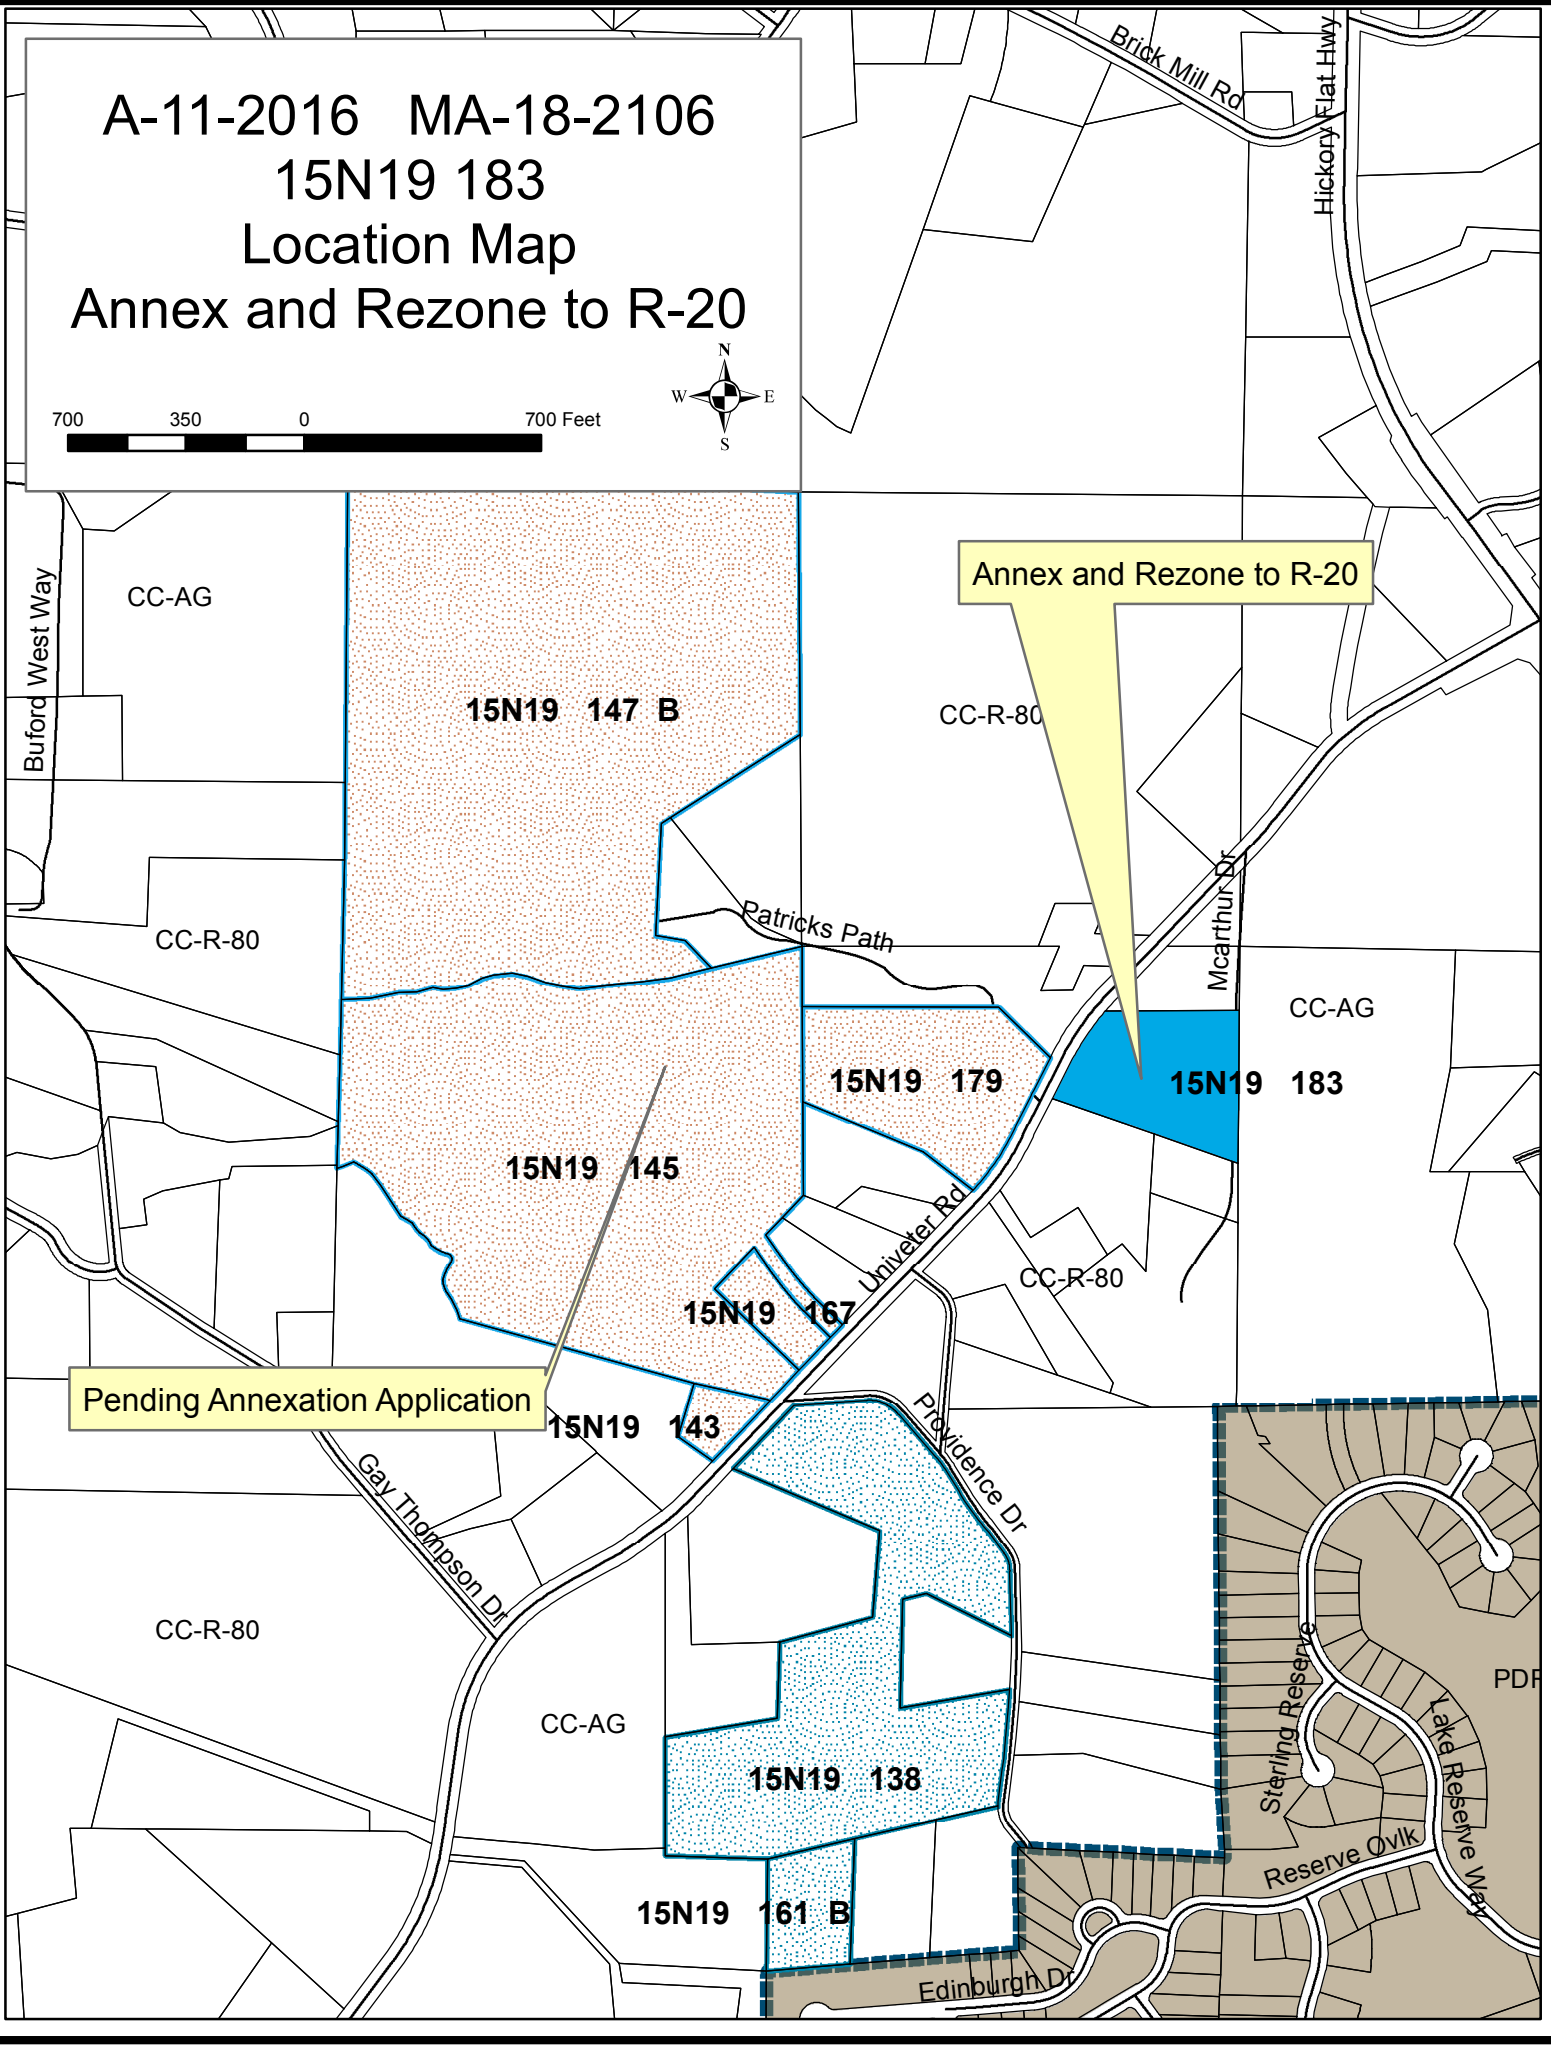 A-11-2016 MA-18-2106
15N19 183
Location Map
Annex and Rezone to R-20
N
W E
S
700 350 0 700 Feet
Brick Mill Rd
Hickory Flat Hwy
Annex and Rezone to R-20
CC-AG
Buford West Way
15N19 147 B
CC-R-80
Mcarthur Dr
Patricks Path
CC-R-80
CC-AG
15N19 179
15N19 183
15N19 145
Univeter Rd
CC-R-80
15N19 167
Pending Annexation Application
15N19 143
Providence Dr
Gay Thompson Dr
CC-R-80
Sterling Reserve
PDF
Lake Reserve Way
CC-AG
15N19 138
Reserve Ovlk
15N19 161 B
Edinburgh Dr